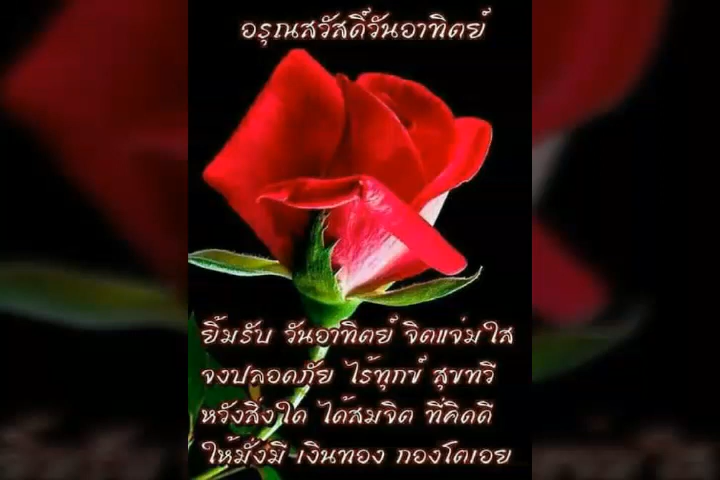 อรุณสวัสดิ์วันอาทิตย์
ยิ้มรับ วันอาทิตย์ จิตแจ่มใส
จงปลอดภัย ไร้ทุกข์ สุขทวี
หวังสิ่งใด ได้สมจิต ที่คิดดี
ให้มั่งมี เงินทอง กองโตเอย